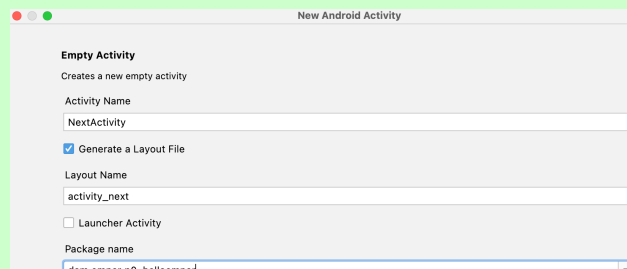 New Android Activity
Empty Activity
Creates a new empty activity
Activity Name
NextActivity
Generate a Layout File
Layout Name
activity_next
Launcher Activity
Package name